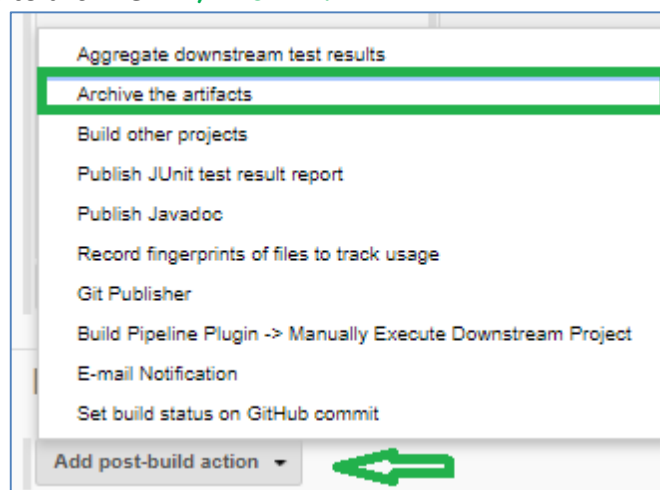 Aggregate downstream test results
Archive the artifacts
Build other projects
Publish JUnit test result report
Publish Javadoc
Record fingerprints of files to track usage
Git Publisher
Build Pipeline Plugin -> Manually Execute Downstream Project
E-mail Notification
Set build status on GitHub commit
Add post-build action